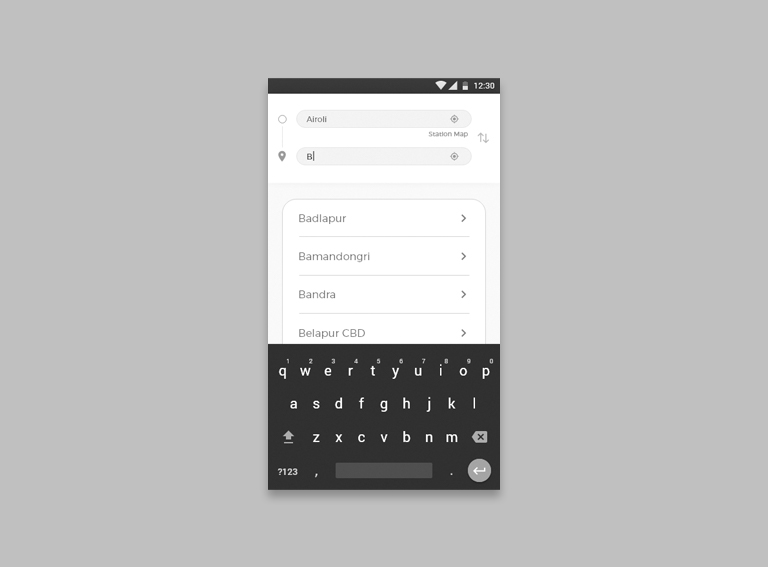 12:30
Airoli
Station Map
B
Badlapur
Bamandongri
Bandra
Belapur CBD
1 2 3 4 5 6 7 8 9 0
q w e r t y u i o p
a s d f g h j k l
z x c v b n m
?123 , .